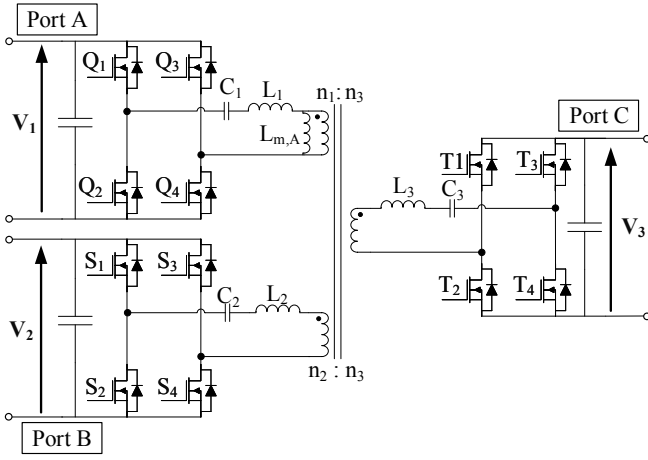 Port A
Q1 Q3
V1
C1 L1
Lm,A
n1 : n3
Q2 Q4
Port C
T1 T3
L3 C3
V3
T2 T4
S1 S3
V2
C2 L2
n2 : n3
S2 S4
Port B